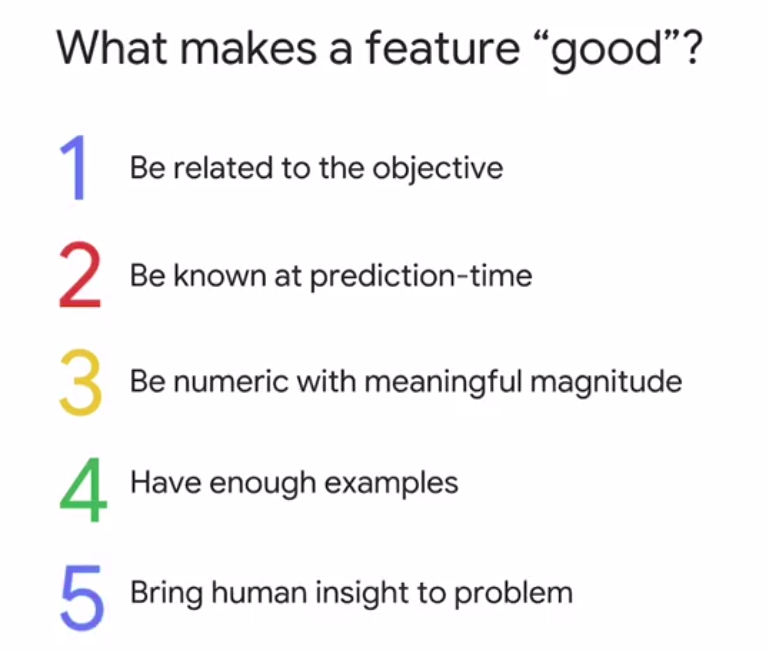 What makes a feature “good”?
1 Be related to the objective
2 Be known at prediction-time
3 Be numeric with meaningful magnitude
4 Have enough examples
5 Bring human insight to problem